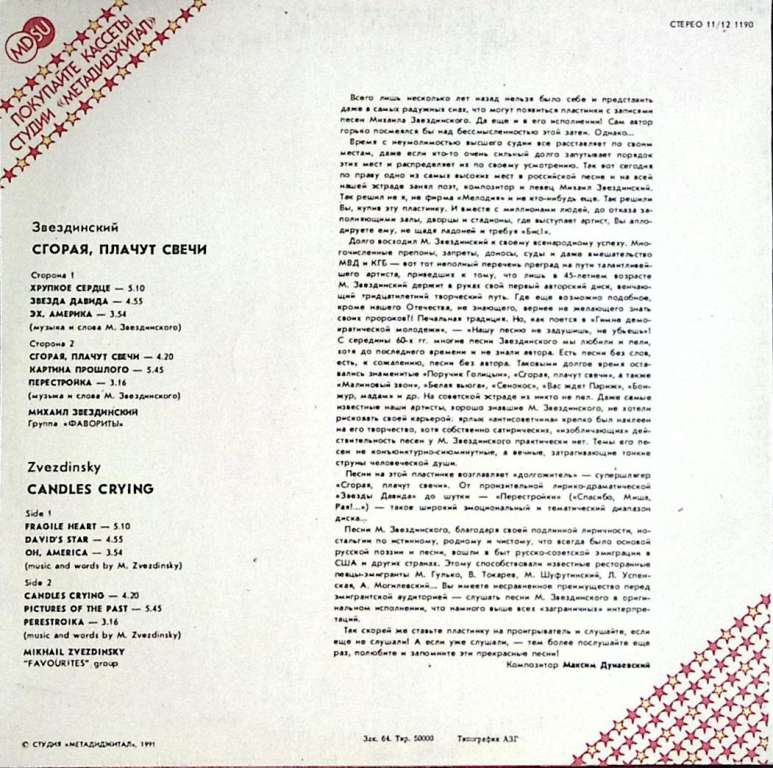 MDSU
ПОКУПАЙТЕ КАССЕТЫ
СТУДИИ «МЕТАДИДЖИТАЛ»
СТЕРЕО 11/12 1190
Звездинский
СГОРАЯ, ПЛАЧУТ СВЕЧИ
Сторона 1
ХРУПКОЕ СЕРДЦЕ — 5.10
ЗВЕЗДА ДАВИДА — 4.55
ЭХ, АМЕРИКА — 3.54
(музыка и слова М. Звездинского)
Сторона 2
СГОРАЯ, ПЛАЧУТ СВЕЧИ — 4.20
КАРТИНА ПРОШЛОГО — 5.45
ПЕРЕСТРОЙКА — 3.16
(музыка и слова М. Звездинского)
МИХАИЛ ЗВЕЗДИНСКИЙ
Группа «ФАВОРИТЫ»
Zvezdinsky
CANDLES CRYING
Side 1
FRAGILE HEART — 5.10
DAVID'S STAR — 4.55
OH, AMERICA — 3.54
(music and words by M. Zvezdinsky)
Side 2
CANDLES CRYING — 4.20
PICTURES OF THE PAST — 5.45
PERESTROIKA — 3.16
(music and words by M. Zvezdinsky)
MIKHAIL ZVEZDINSKY
"FAVOURITES" group
Всего лишь несколько лет назад нельзя было себе и представить
даже в самых радужных снах, что могут появиться пластинки с записями
песен Михаила Звездинского. Да еще и в его исполнении! Сам автор
горько посмеялся бы над бессмысленностью этой затеи. Однако...
Время с неумолимостью высшего судии все расставляет по своим
местам, даже если кто-то очень сильный долго запутывает порядок
этих мест и распределяет их по своему усмотрению. Так вот сегодня
по праву одно из самых высоких мест в российской песне и на всей
нашей эстраде занял поэт, композитор и певец Михаил Звездинский.
Так решил не я, не фирма «Мелодия» и не кто-нибудь еще. Так решили
Вы, купив эту пластинку. И вместе с миллионами людей, до отказа за-
полняющими залы, дворцы и стадионы, где выступает артист, Вы апло-
дируете ему, не щадя ладоней и требуя «Бис!».
Долго восходил М. Звездинский к своему всенародному успеху. Мно-
гочисленные препоны, запреты, доносы, суды и даже вмешательство
МВД и КГБ — вот тот неполный перечень преград на пути талантливей-
шего артиста, приведших к тому, что лишь в 45-летнем возрасте
М. Звездинский держит в руках свой первый авторский диск, венчаю-
щий тридцатилетний творческий путь. Где еще возможно подобное,
кроме нашего Отечества, не знающего, вернее не желающего знать
своих пророков?! Печальная традиция. Но, как поется в «Гимне демо-
кратической молодежи», — «Нашу песню не задушишь, не убьешь»!
С середины 60-х гг. многие песни Звездинского мы любили и пели,
хотя до последнего времени и не знали автора. Есть песни без слов,
есть, к сожалению, песни без автора. Таковыми долгое время оста-
вались знаменитые «Поручик Голицын», «Сгорая, плачут свечи», а также
«Малиновый звон», «Белая вьюга», «Сенокос», «Вас ждет Париж», «Бон-
жур, мадам» и др. На советской эстраде их никто не пел. Даже самые
известные наши артисты, хорошо знавшие М. Звездинского, не хотели
рисковать своей карьерой: ярлык «антисоветчина» крепко был наклеен
на его творчество, хотя собственно сатирических, «изобличающих» дей-
ствительность песен у М. Звездинского практически нет. Темы его пе-
сен не конъюнктурно-сиюминутные, а вечные, затрагивающие тонкие
струны человеческой души.
Песни на этой пластинке возглавляет «долгожитель» — супершлягер
«Сгорая, плачут свечи». От пронзительной лирико-драматической
«Звезды Давида» до шутки — «Перестройки» («Спасибо, Миша,
Рая!...») — таков широкий эмоциональный и тематический диапазон
диска...
Песни М. Звездинского, благодаря своей подлинной лиричности, но-
стальгии по истинному, родному и чистому, что всегда было основой
русской поэзии и песни, вошли в быт русско-советской эмиграции в
США и других странах. Этому способствовали известные ресторанные
певцы-эмигранты М. Гулько, В. Токарев, М. Шуфутинский, Л. Успен-
ская, А. Могилевский... Вы имеете несравненное преимущество перед
эмигрантской аудиторией — слушать песни М. Звездинского в ориги-
нальном исполнении, что намного выше всех «заграничных» интерпре-
таций.
Так скорей же ставьте пластинку на проигрыватель и слушайте, если
еще не слушали! А если уже слушали, — тем более послушайте еще
раз, полюбите и запомните эти прекрасные песни!
Композитор Максим Дунаевский
© СТУДИЯ «МЕТАДИДЖИТАЛ», 1991
Зак. 64. Тир. 50000
Типография АЗГ